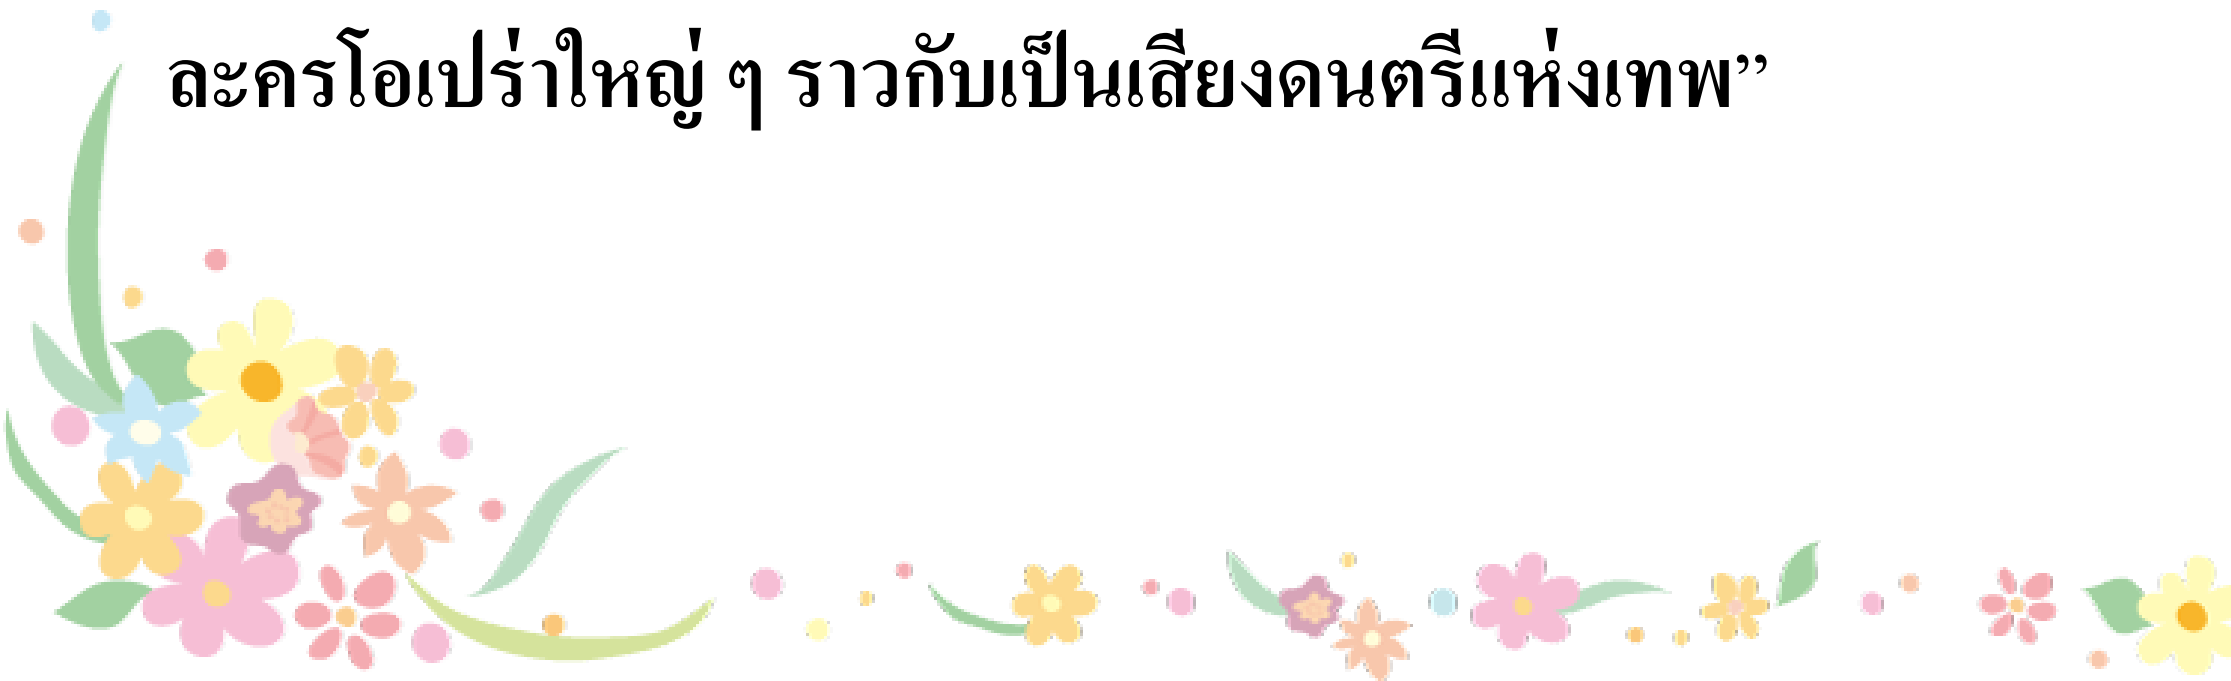 ละครโอเปร่าใหญ่ ๆ ราวกับเป็นเสียงดนตรีแห่งเทพ”